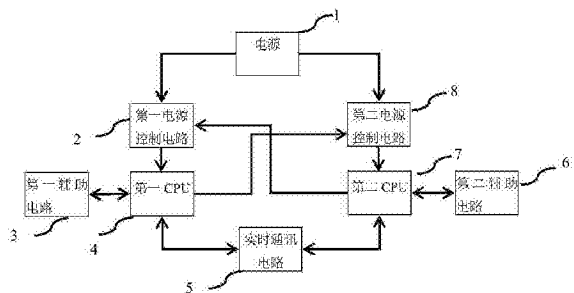 1
电源
第一电源
控制电路
2
第二电源
控制电路
8
7
第一辅助
电路
3
第一CPU
4
第二CPU
第二辅助
电路
6
实时通讯
电路
5